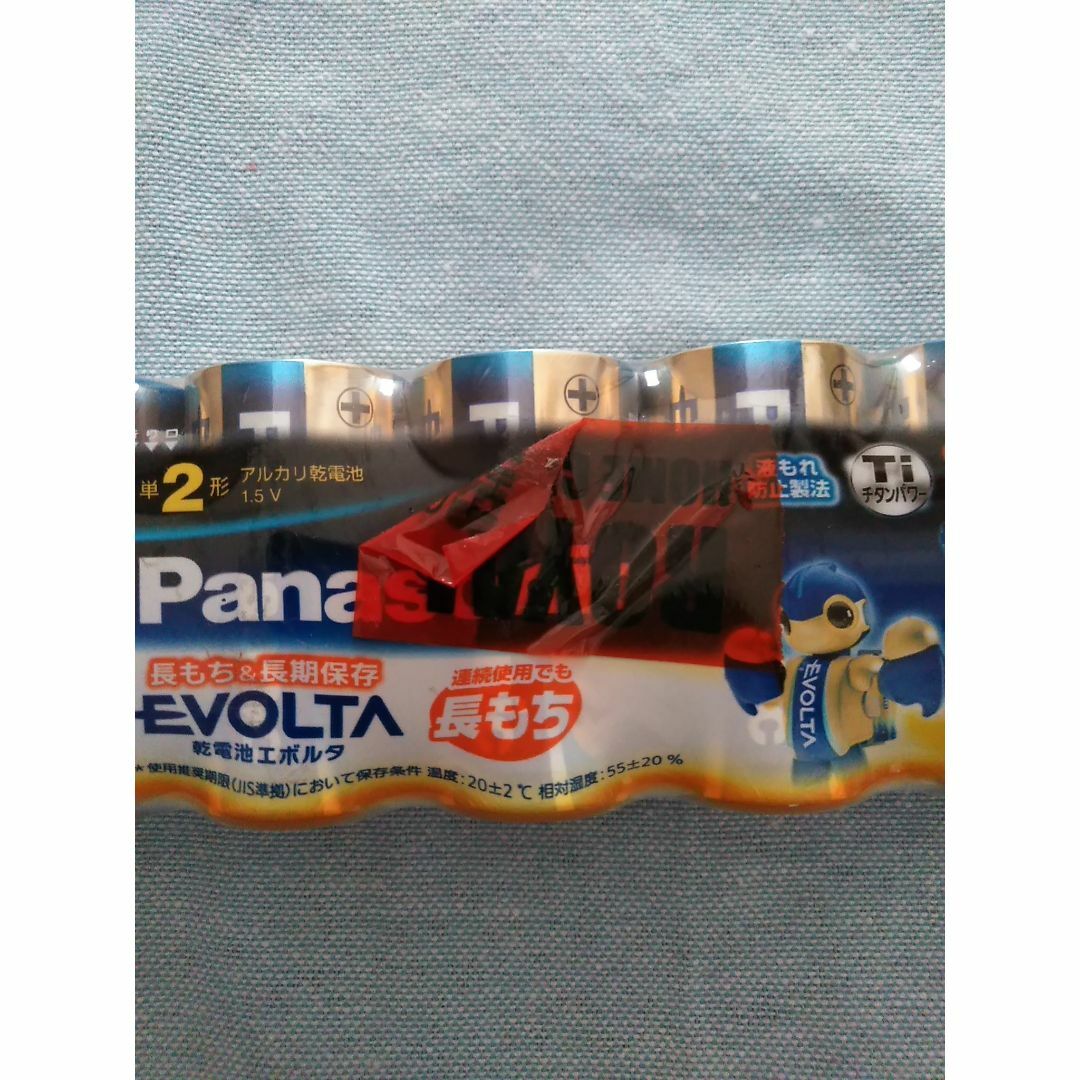 単2形 アルカリ乾電池
1.5 V
液もれ
防止製法
Ti
チタンパワー
Panas
長もち&長期保存
EVOLTA
乾電池エボルタ
連続使用でも
長もち
EVOLTA
*使用推奨期限(JIS準拠)において保存条件 温度:20±2℃ 相対湿度:55±20%